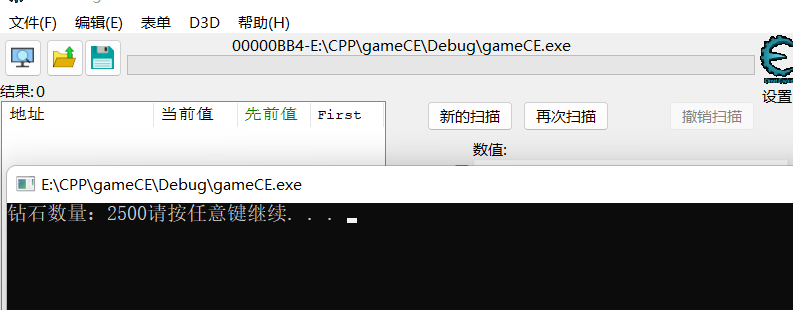 文件(F) 编辑(E) 表单 D3D 帮助(H)
00000BB4-E:\CPP\gameCE\Debug\gameCE.exe
设置
结果:0
地址 当前值 先前值 First
新的扫描 再次扫描 撤销扫描
数值:
E:\CPP\gameCE\Debug\gameCE.exe
钻石数量：2500请按任意键继续. . .